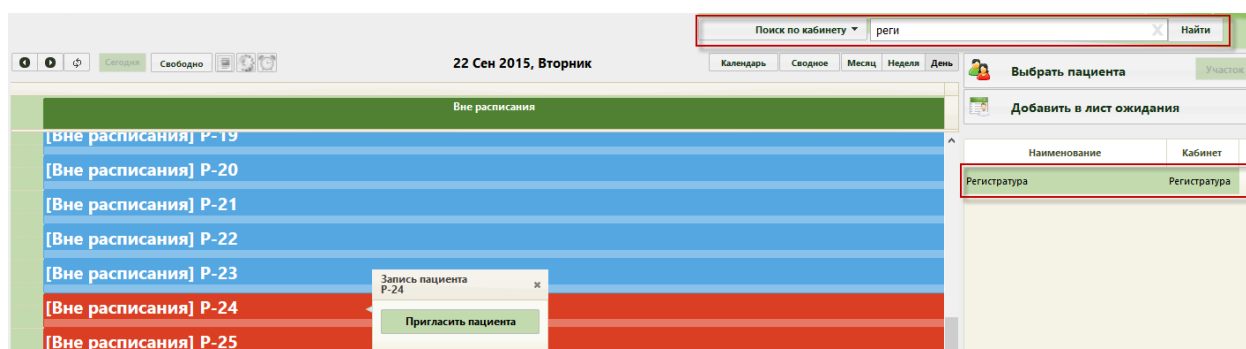 Поиск по кабинету реги X Найти
Сегодня Свободно 22 Сен 2015, Вторник Календарь Сводное Месяц Неделя День
Выбрать пациента Участок
Вне расписания
Добавить в лист ожидания
[Вне расписания] Р-19
Наименование Кабинет
[Вне расписания] Р-20
Регистратура Регистратура
[Вне расписания] Р-21
[Вне расписания] Р-22
[Вне расписания] Р-23
Запись пациента
Р-24
[Вне расписания] Р-24
Пригласить пациента
[Вне расписания] Р-25